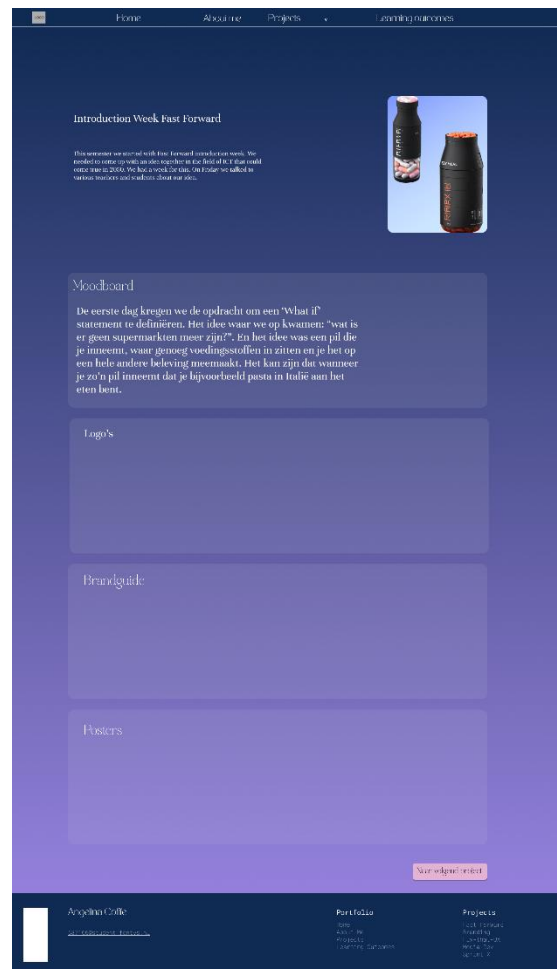 Home About me Projects Learning outcomes
Introduction Week Fast Forward
This semester we started with Fast Forward introduction week. We
needed to come up with an idea together in the field of ICT that could
come true in 2060. We had a week for this. On Friday we talked to
various teachers and students about our idea.
Moodboard
De eerste dag kregen we de opdracht om een 'What if'
statement te definiëren. Het idee waar we op kwamen: "wat is
er geen supermarkten meer zijn?". En het idee was een pil die
je inneemt, waar genoeg voedingsstoffen in zitten en je het op
een hele andere beleving meemaakt. Het kan zijn dat wanneer
je zo'n pil inneemt dat je bijvoorbeeld pasta in Italië aan het
eten bent.
Logo's
Brandguide
Posters
Naar volgend project
Angelina Coffie
Portfolio
Home
About Me
Projects
Learning Outcomes
Projects
Fast Forward
Branding
Media Dev
Sprint X